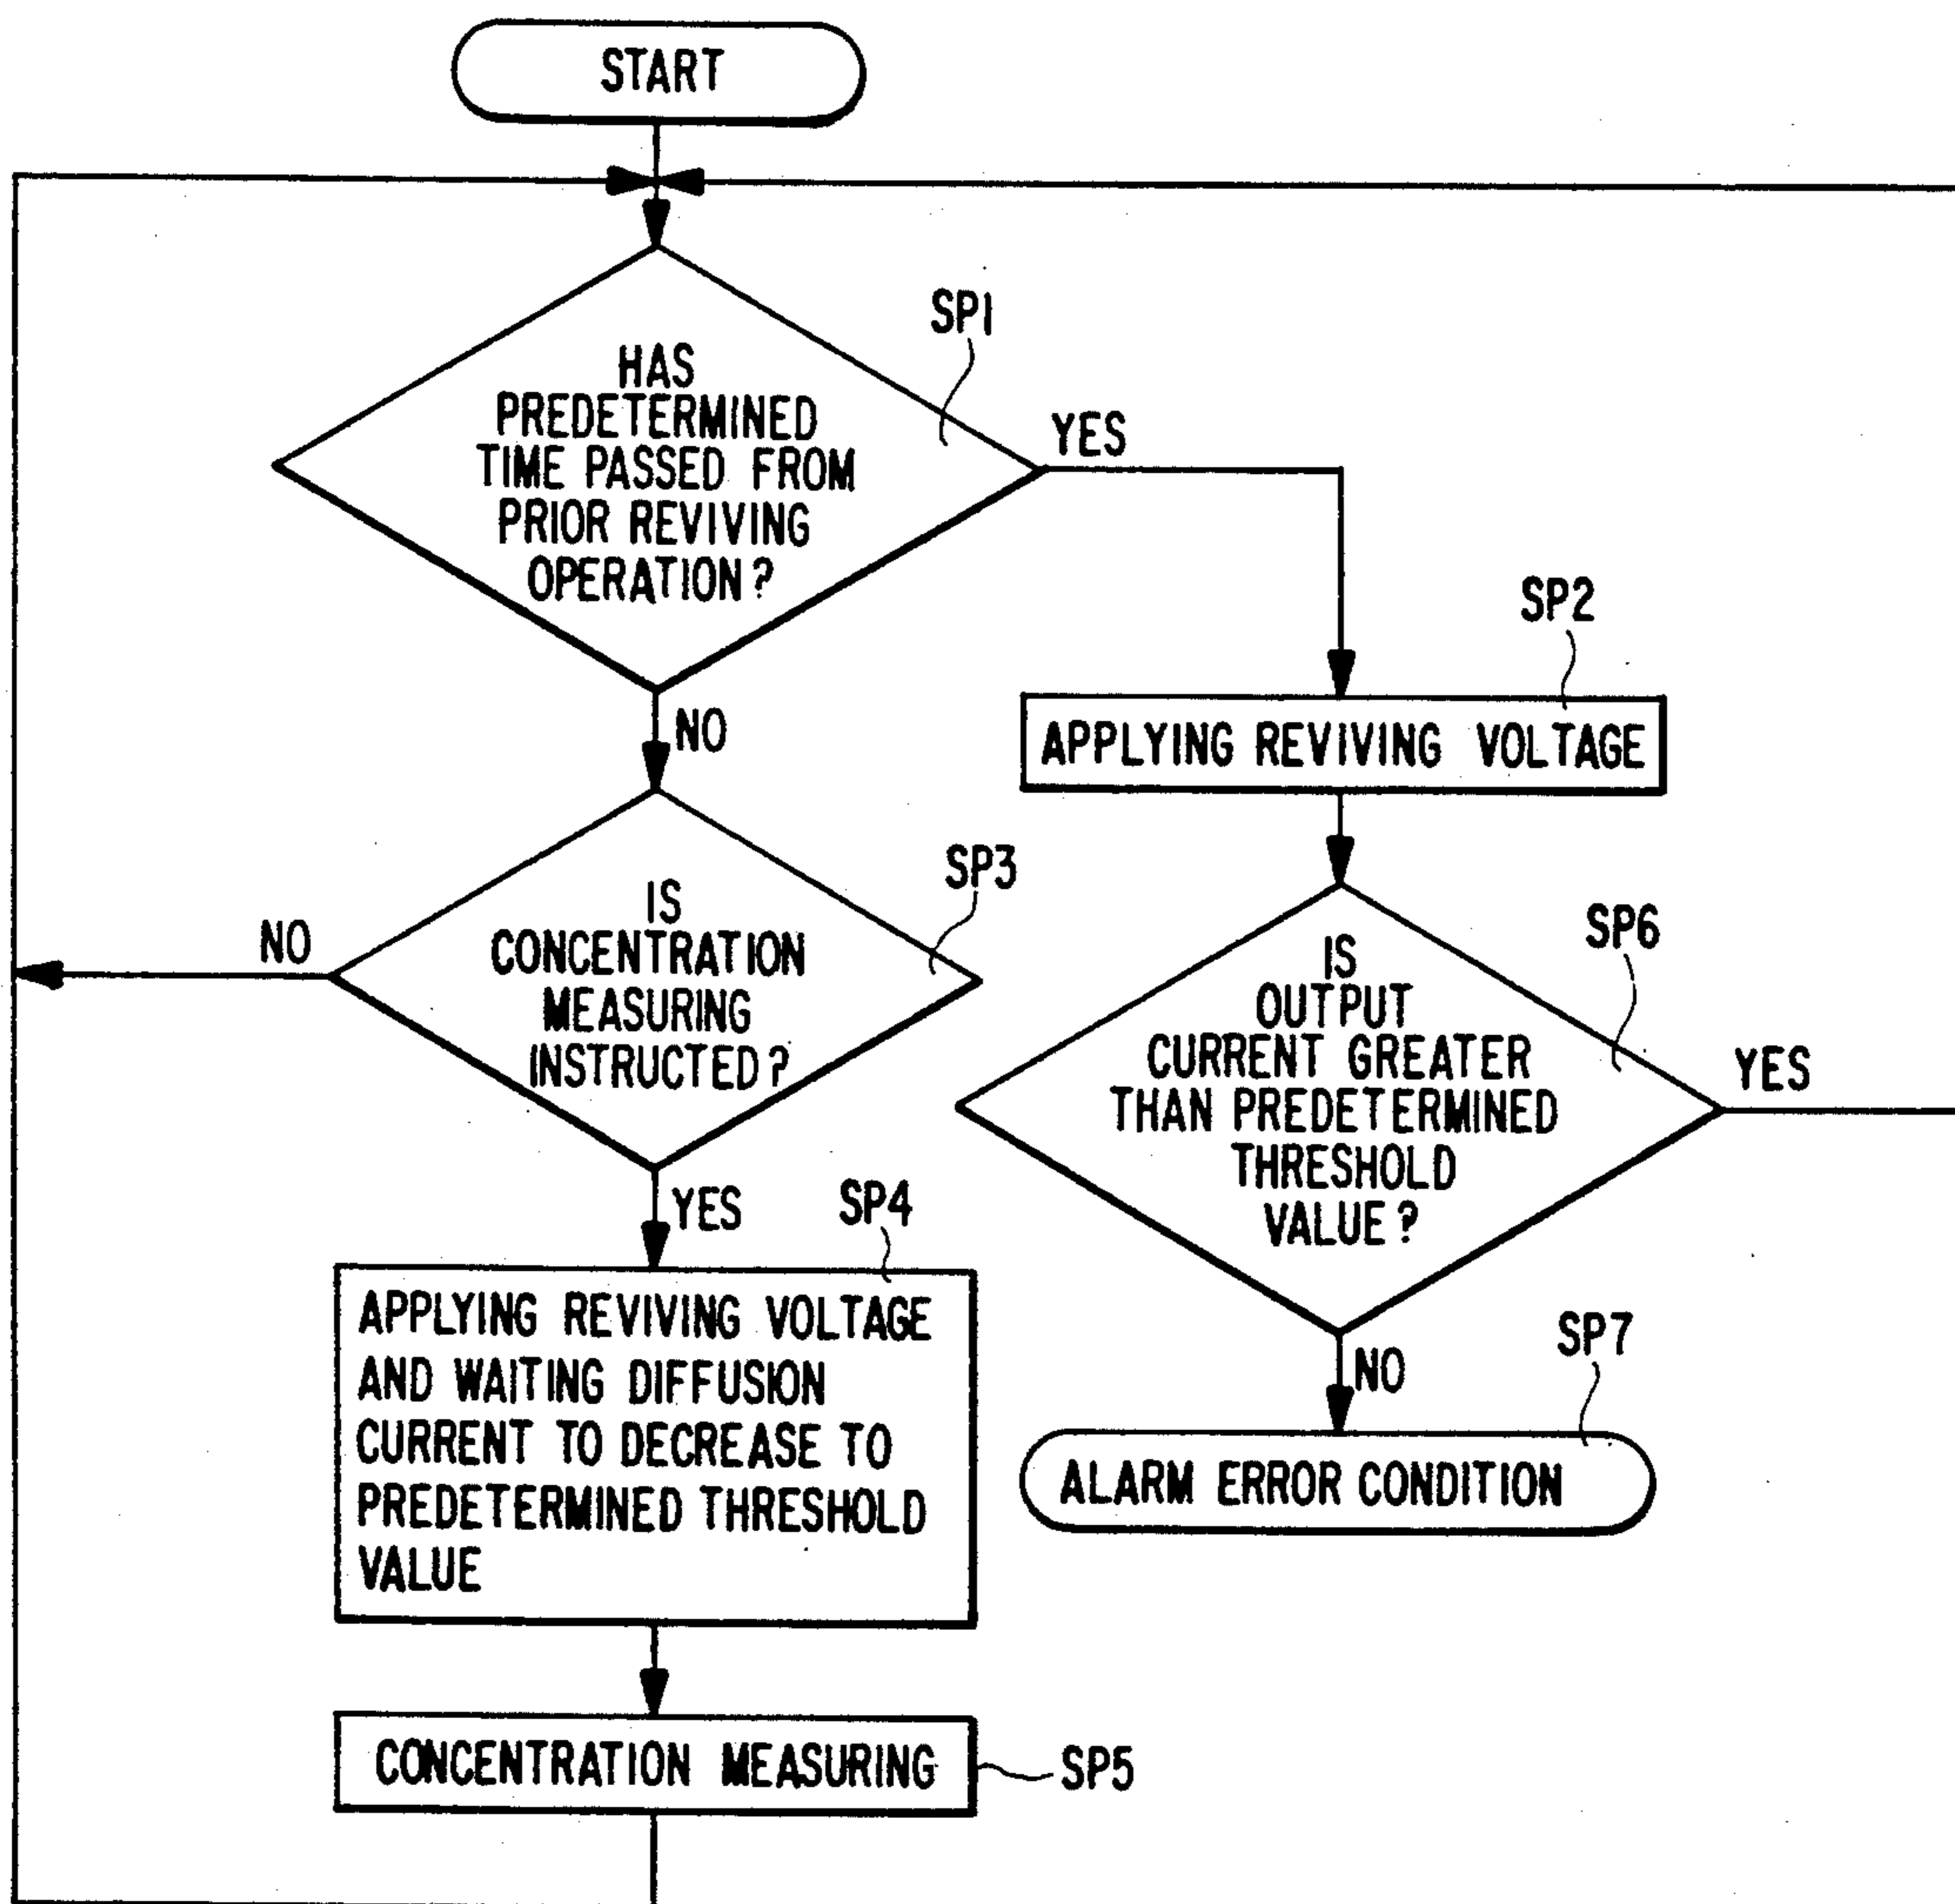 START
SP1
HAS
PREDETERMINED
TIME PASSED FROM
PRIOR REVIVING
OPERATION?
YES
NO
SP2
APPLYING REVIVING VOLTAGE
SP3
IS
CONCENTRATION
MEASURING
INSTRUCTED?
NO
YES
SP6
IS
OUTPUT
CURRENT GREATER
THAN PREDETERMINED
THRESHOLD
VALUE?
YES
NO
SP4
APPLYING REVIVING VOLTAGE
AND WAITING DIFFUSION
CURRENT TO DECREASE TO
PREDETERMINED THRESHOLD
VALUE
SP7
ALARM ERROR CONDITION
CONCENTRATION MEASURING
SP5